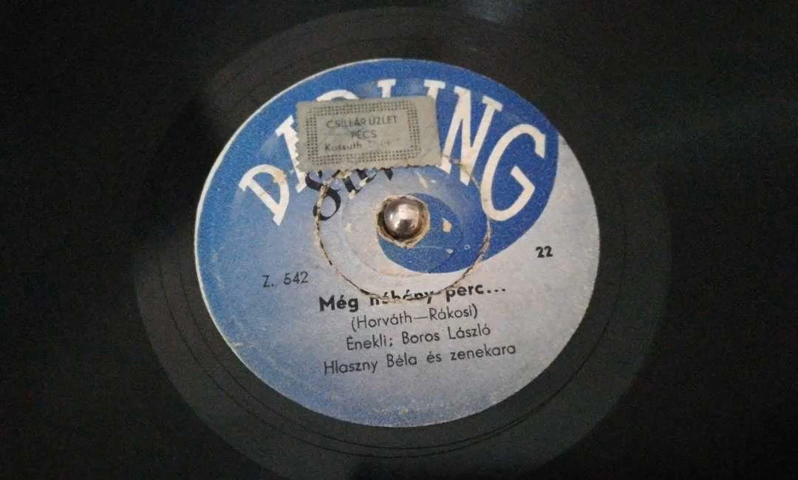 DARLING
CSILLÁR ÜZLET
PÉCS
Kossuth
22
Z. 542
Még néhány perc...
(Horváth—Rákosi)
Énekli: Boros László
Hlaszny Béla és zenekara